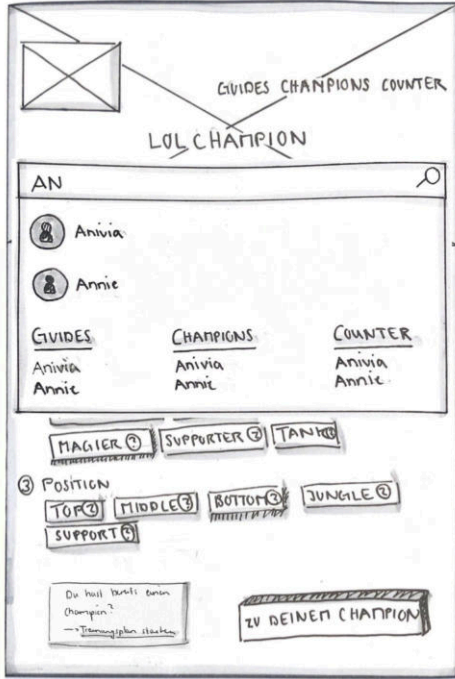 GUIDES CHAMPIONS COUNTER
LOL CHAMPION
AN
Anivia
Annie
GUIDES CHAMPIONS COUNTER
Anivia Anivia Anivia
Annie Annie Annie
MAGIER ? SUPPORTER ? TANK ?
③ POSITION
TOP ? MIDDLE ? BOTTOM ? JUNGLE ?
SUPPORT ?
Du hast bereits einen
Champion?
→ Trainingsplan starten
ZU DEINEM CHAMPION